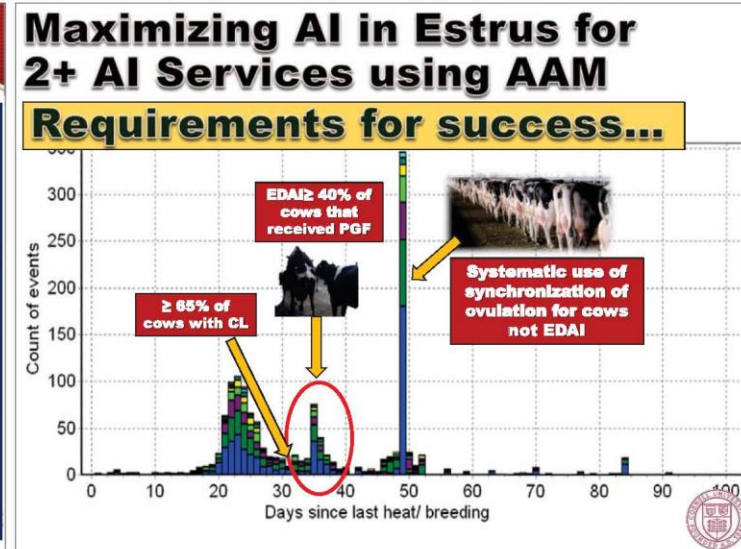 Maximizing AI in Estrus for
2+ AI Services using AAM
Requirements for success...
EDAI≥ 40% of
cows that
received PGF
≥ 65% of
cows with CL
Systematic use of
synchronization of
ovulation for cows
not EDAI
Count of events
300
250
200
150
100
50
0
0 10 20 30 40 50 60 70 80 90 100
Days since last heat/ breeding